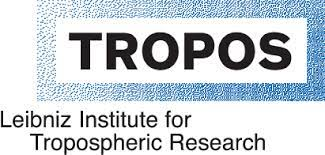 TROPOS
Leibniz Institute for
Tropospheric Research